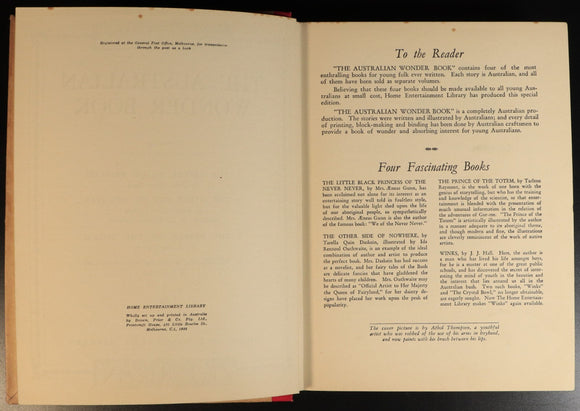 Registered at the General Post Office, Melbourne, for transmission
through the post as a book
HOME ENTERTAINMENT LIBRARY
Wholly set up and printed in Australia
by Brown, Prior & Co. Pty. Ltd.,
Printcraft House, 430 Little Bourke St.,
Melbourne, C.1, 1935
To the Reader
"THE AUSTRALIAN WONDER BOOK" contains four of the most
enthralling books for young folk ever written. Each story is Australian, and all
of them have been sold as separate volumes.
Believing that these four books should be made available to all young Aus-
tralians at small cost, Home Entertainment Library has produced this special
edition.
"THE AUSTRALIAN WONDER BOOK" is a completely Australian pro-
duction. The stories were written and illustrated by Australians; and every detail
of printing, block-making and binding has been done by Australian craftsmen to
provide a book of wonder and absorbing interest for young Australians.
Four Fascinating Books
THE LITTLE BLACK PRINCESS OF THE
NEVER NEVER, by Mrs. Æneas Gunn, has
been acclaimed not alone for its interest as an
entertaining story well told in faultless style,
but for the valuable light shed upon the life
of our aboriginal people, so sympathetically
described. Mrs. Æneas Gunn is also the author
of the famous book: "We of the Never Never."
THE OTHER SIDE OF NOWHERE, by
Tarella Quin Daskein, illustrated by Ida
Rentoul Outhwaite, is an example of the ideal
combination of author and artist to produce
the perfect book. Mrs. Daskein has had success
as a novelist, and her fairy tales of the Bush
are delicate fancies that have gladdened the
hearts of many children. Mrs. Outhwaite may
be described as "Official Artist to Her Majesty
the Queen of Fairyland," for her dainty de-
signs have placed her work upon the peak of
popularity.
THE PRINCE OF THE TOTEM, by Tarlton
Rayment, is the work of one born with the
genius of storytelling, but who has the training
and knowledge of the scientist, so that enter-
tainment is blended with the presentation of
much unusual information in the relation of
the adventures of "The Prince of the
Totem" is artistically illustrated by the author
in a manner adequate to its aboriginal theme,
and though modern and fine, the illustrations
are cleverly reminiscent of the work of native
artists.
WINKS, by J. J. Hall. Here, the author is
a man who has lived his life amongst boys,
for he is a master at one of the great public
schools, and has discovered the secret of inter-
esting the mind of youth in the interests and
the interest that lies around us all in the
Australian bush. Two such books, "Winks"
and "The Crystal Bowl," no longer obtainable,
are eagerly sought. Now The Home Entertain-
ment Library makes "Winks" again available.
The cover picture is by Athol Thompson, a youthful
artist who was robbed of the use of his arms in boyhood,
and now paints with his brush between his lips.